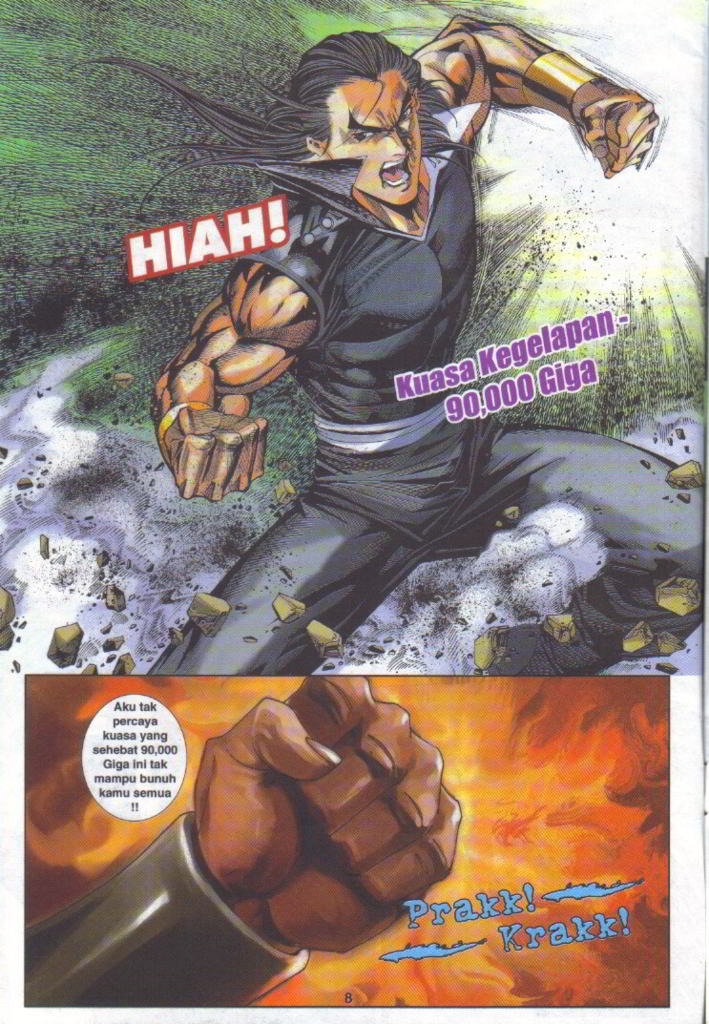 HIAH!
Kuasa Kegelapan -
90,000 Giga
Aku tak
percaya
kuasa yang
sehebat 90,000
Giga ini tak
mampu bunuh
kamu semua
!!
Prakk!
Krakk!
8